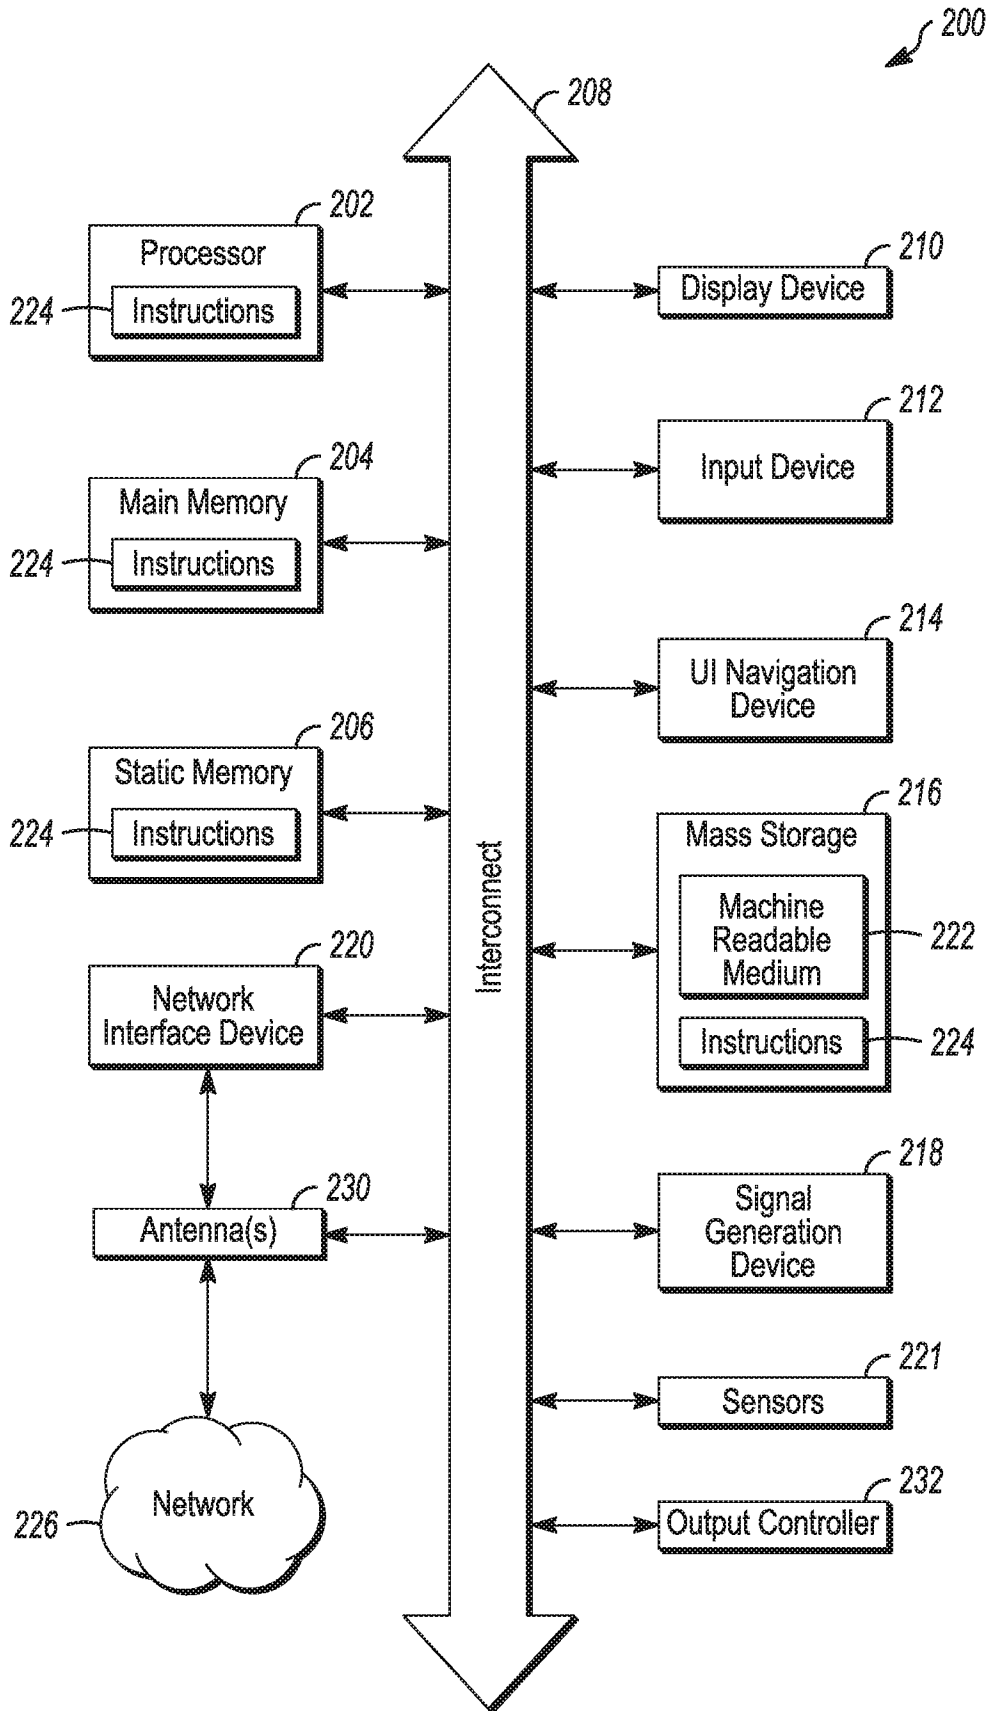 200
208
202
Processor
224
Instructions
210
Display Device
212
Input Device
204
Main Memory
224
Instructions
214
UI Navigation
Device
206
Static Memory
224
Instructions
216
Mass Storage
Machine
Readable
Medium
222
Instructions
224
Interconnect
220
Network
Interface Device
218
Signal
Generation
Device
230
Antenna(s)
221
Sensors
226
Network
232
Output Controller